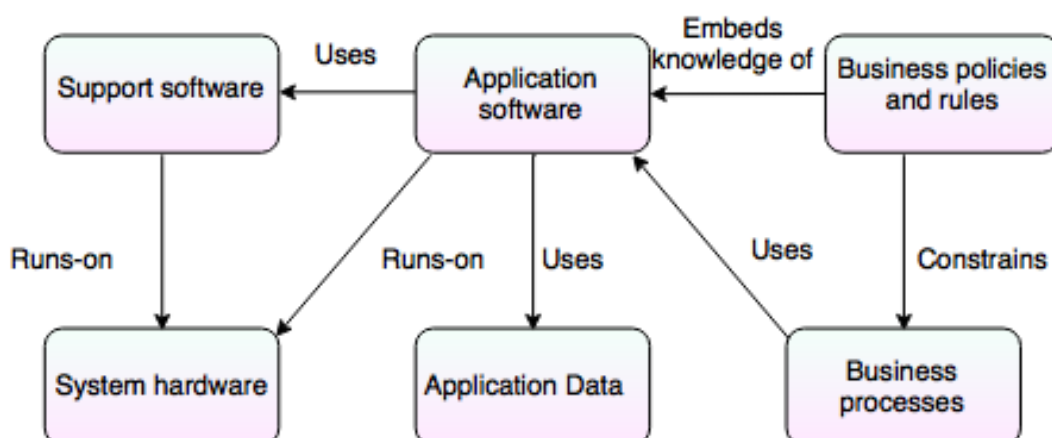 Uses
Embeds
knowledge of
Support software
Application
software
Business policies
and rules
Runs-on
Runs-on
Uses
Uses
Constrains
System hardware
Application Data
Business
processes